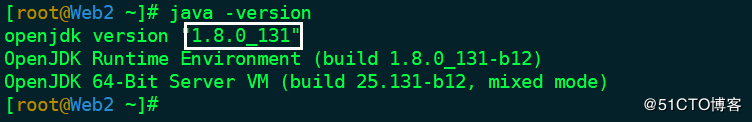 [root@Web2 ~]# java -version
openjdk version "1.8.0_131"
OpenJDK Runtime Environment (build 1.8.0_131-b12)
OpenJDK 64-Bit Server VM (build 25.131-b12, mixed mode)
[root@Web2 ~]#
@51CTO博客